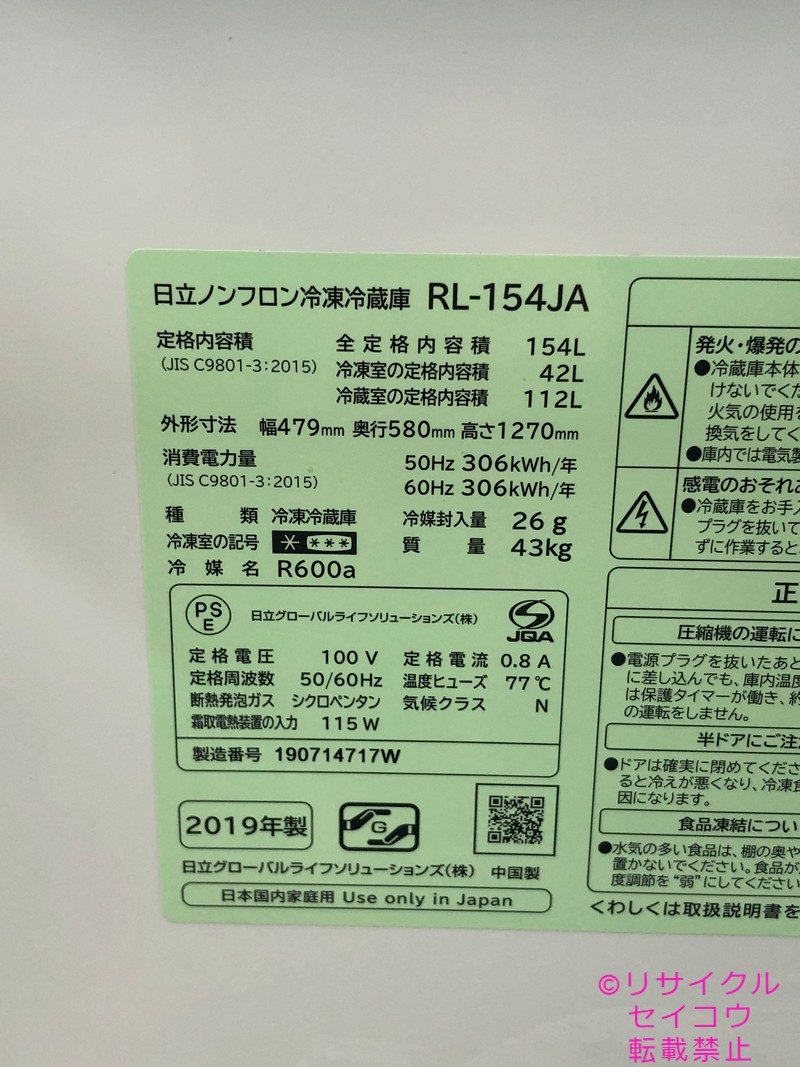 日立ノンフロン冷凍冷蔵庫 RL-154JA
定格内容積 全定格内容積 154L
(JIS C9801-3:2015) 冷凍室の定格内容積 42L
冷蔵室の定格内容積 112L
外形寸法 幅479mm 奥行580mm 高さ1270mm
消費電力量 50Hz 306kWh/年
(JIS C9801-3:2015) 60Hz 306kWh/年
種類 冷凍冷蔵庫 冷媒封入量 26g
冷凍室の記号 * *** 質量 43kg
冷媒名 R600a
PSE 日立グローバルライフソリューションズ(株) JQA
定格電圧 100V 定格電流 0.8A
定格周波数 50/60Hz 温度ヒューズ 77℃
断熱発泡ガス シクロペンタン 気候クラス N
霜取電熱装置の入力 115W
製造番号 190714717W
2019年製 G
日立グローバルライフソリューションズ(株) 中国製
日本国内家庭用 Use only in Japan
発火・爆発の
●冷蔵庫本体
けないでくだ
火気の使用を
換気をしてく
●庫内では電気製
感電のおそれあ
●冷蔵庫をお手入
プラグを抜いて
ずに作業すると
正
圧縮機の運転に
●電源プラグを抜いたあと
に差し込んでも、庫内温度
は保護タイマーが働き、約
の運転をしません。
半ドアにご注
●ドアは確実に閉めてくださ
ると冷えが悪くなり、冷凍食
因になります。
食品凍結につい
●水気の多い食品は、棚の奥や
置かないでください。食品が
度調節を"弱"にしてください
くわしくは取扱説明書を
©リサイクル
セイコウ
転載禁止